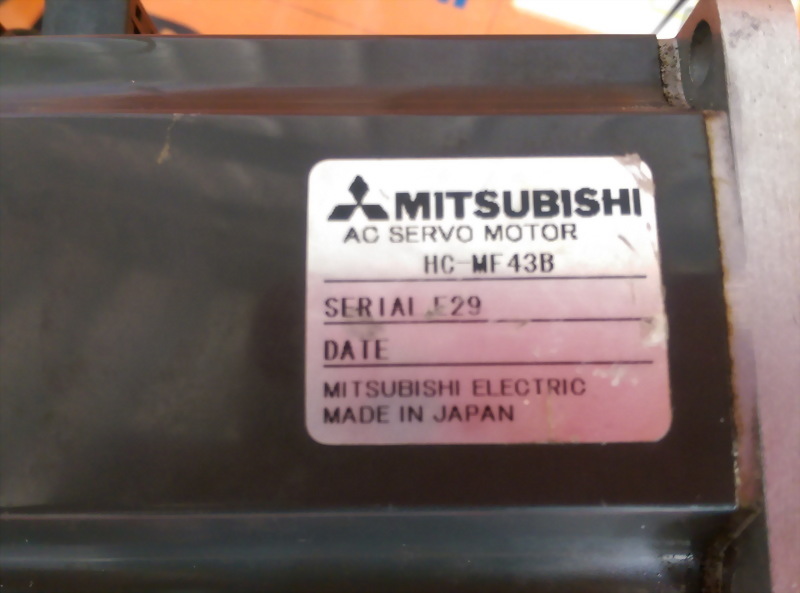 MITSUBISHI
AC SERVO MOTOR
HC-MF43B
SERIAL E29
DATE
MITSUBISHI ELECTRIC
MADE IN JAPAN